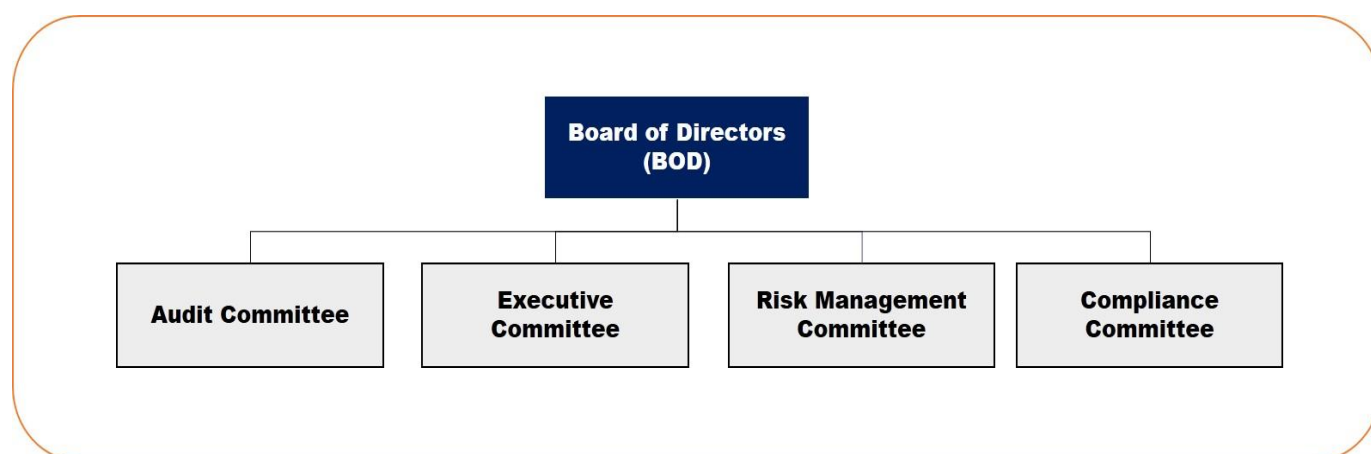 Board of Directors
(BOD)
Audit Committee
Executive
Committee
Risk Management
Committee
Compliance
Committee